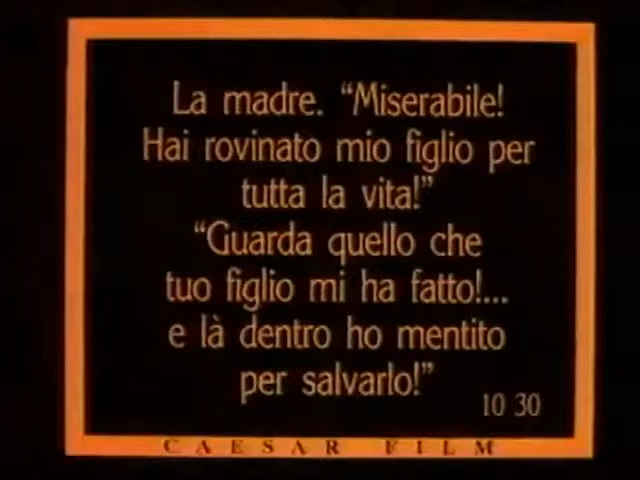 La madre. “Miserabile!
Hai rovinato mio figlio per
tutta la vita!”
“Guarda quello che
tuo figlio mi ha fatto!...
e là dentro ho mentito
per salvarlo!”
10 30
CAESAR FILM